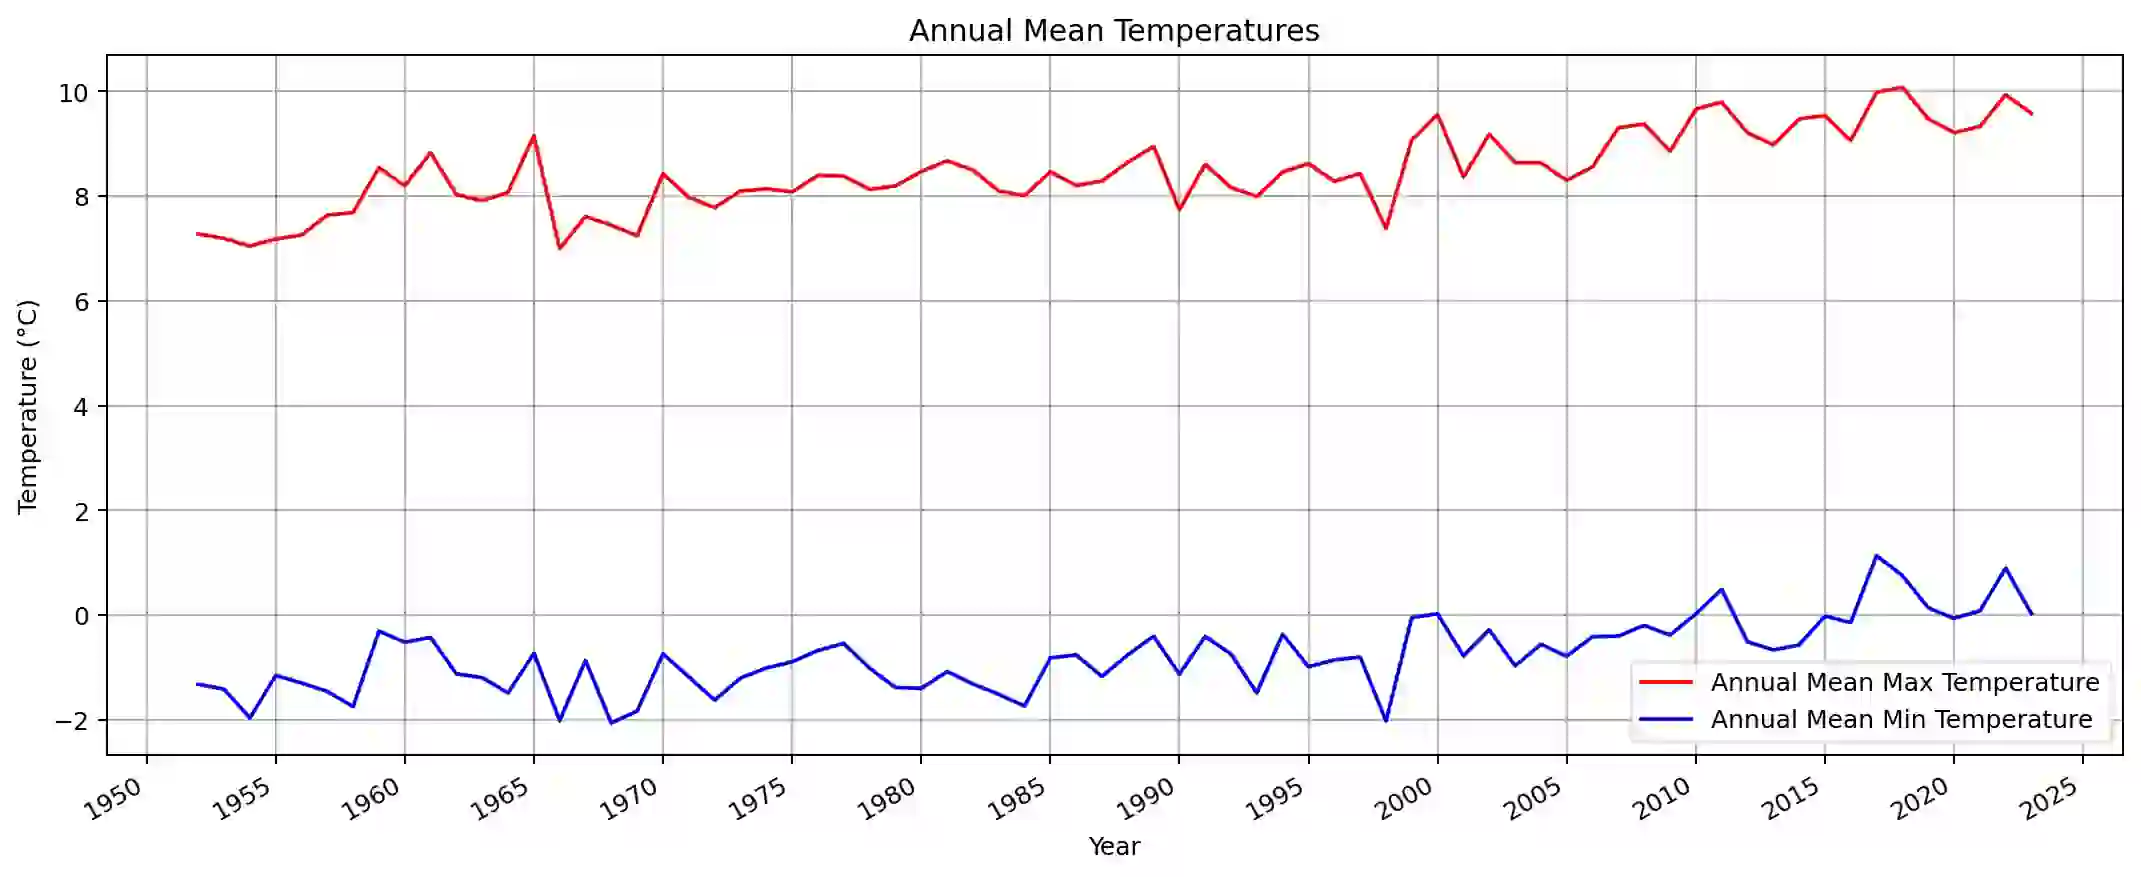 Annual Mean Temperatures
Temperature (°C)
10
8
6
4
2
0
−2
Annual Mean Max Temperature
Annual Mean Min Temperature
1950 1955 1960 1965 1970 1975 1980 1985 1990 1995 2000 2005 2010 2015 2020 2025
Year